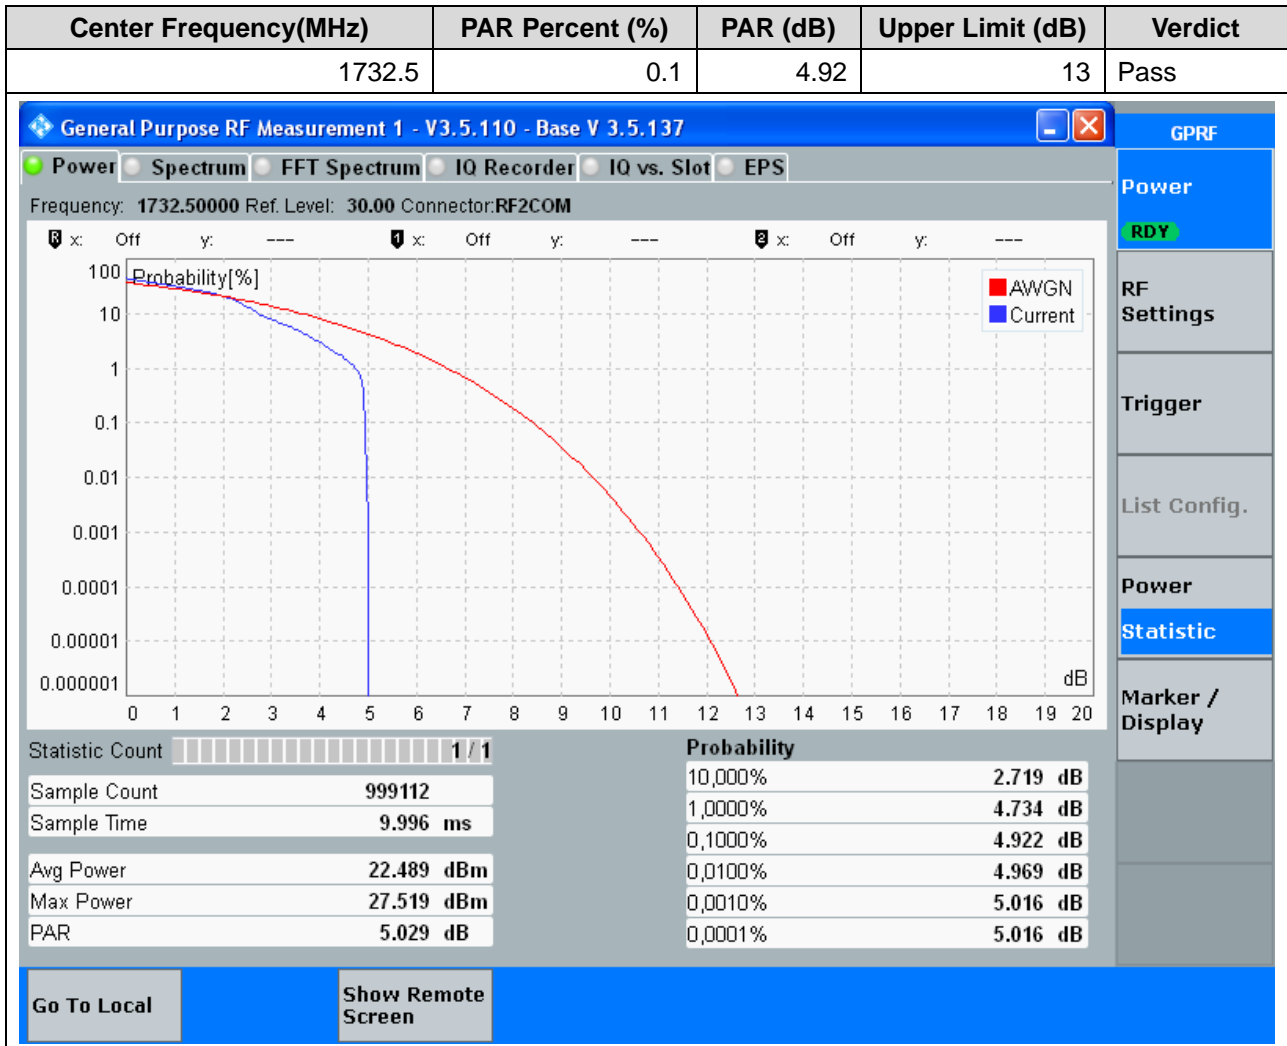 Center Frequency(MHz) PAR Percent (%) PAR (dB) Upper Limit (dB) Verdict
1732.5 0.1 4.92 13 Pass
General Purpose RF Measurement 1 - V3.5.110 - Base V 3.5.137
GPRF
Power Spectrum FFT Spectrum IQ Recorder IQ vs. Slot EPS
Frequency: 1732.50000 Ref. Level: 30.00 Connector:RF2COM
R x: Off y: --- 1 x: Off y: --- 2 x: Off y: ---
Probability[%]
AWGN
Current
100
10
1
0.1
0.01
0.001
0.0001
0.00001
0.000001
dB
0 1 2 3 4 5 6 7 8 9 10 11 12 13 14 15 16 17 18 19 20
Statistic Count 1 / 1
Sample Count 999112
Sample Time 9.996 ms
Avg Power 22.489 dBm
Max Power 27.519 dBm
PAR 5.029 dB
Probability
10,000% 2.719 dB
1,0000% 4.734 dB
0,1000% 4.922 dB
0,0100% 4.969 dB
0,0010% 5.016 dB
0,0001% 5.016 dB
Power
RDY
RF
Settings
Trigger
List Config.
Power
Statistic
Marker /
Display
Go To Local
Show Remote
Screen